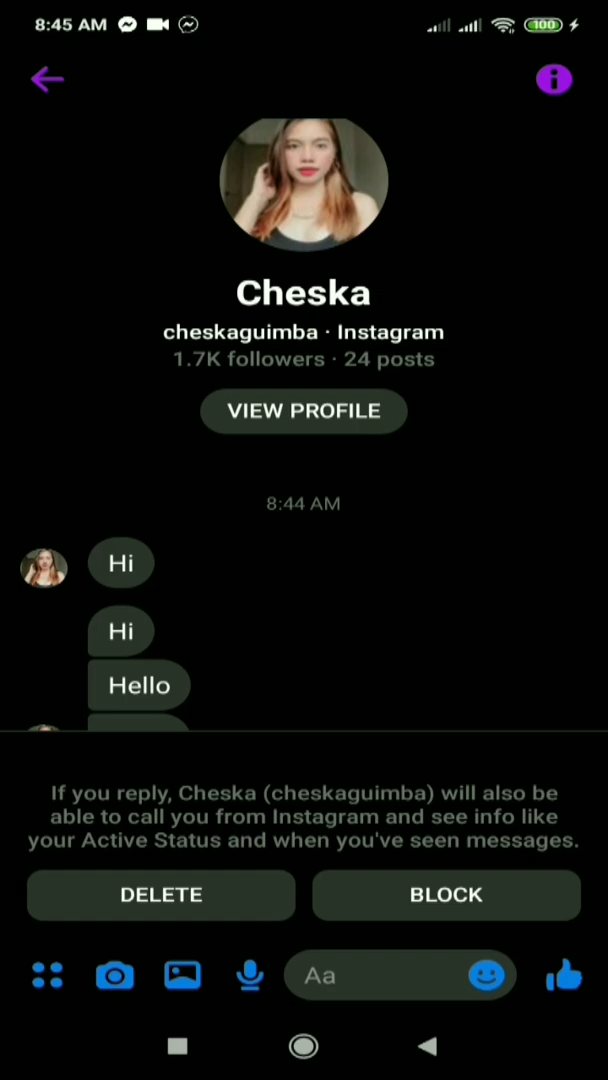 8:45 AM
100
Cheska
cheskaguimba · Instagram
1.7K followers · 24 posts
VIEW PROFILE
8:44 AM
Hi
Hi
Hello
If you reply, Cheska (cheskaguimba) will also be
able to call you from Instagram and see info like
your Active Status and when you've seen messages.
DELETE
BLOCK
Aa